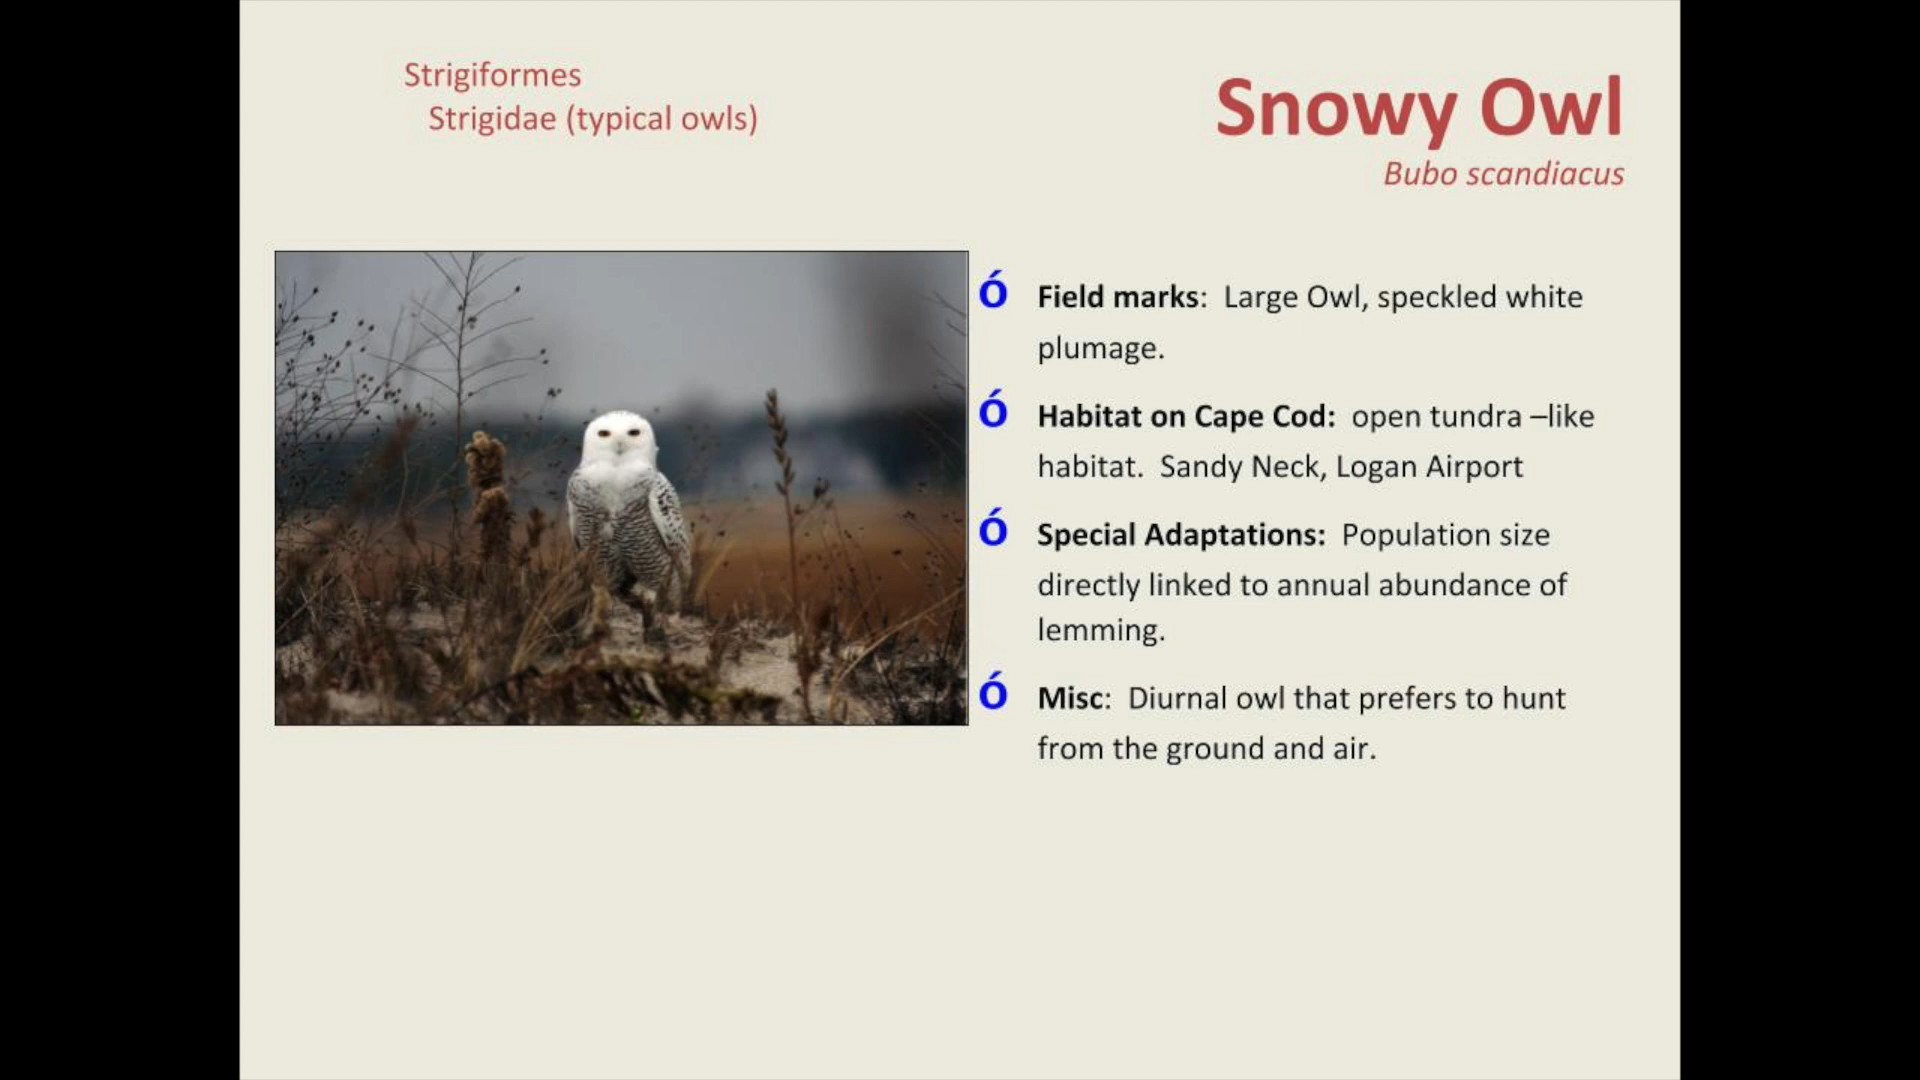 Strigiformes
Strigidae (typical owls)
Snowy Owl
Bubo scandiacus
Ó Field marks:  Large Owl, speckled white
plumage.
Ó Habitat on Cape Cod:  open tundra –like
habitat.  Sandy Neck, Logan Airport
Ó Special Adaptations:  Population size
directly linked to annual abundance of
lemming.
Ó Misc:  Diurnal owl that prefers to hunt
from the ground and air.